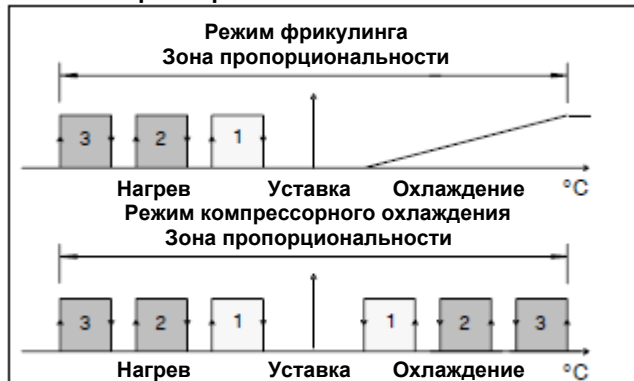 Режим фрикулинга
Зона пропорциональности
3 2 1
Нагрев Уставка Охлаждение °C
Режим компрессорного охлаждения
Зона пропорциональности
3 2 1 1 2 3
Нагрев Уставка Охлаждение °C